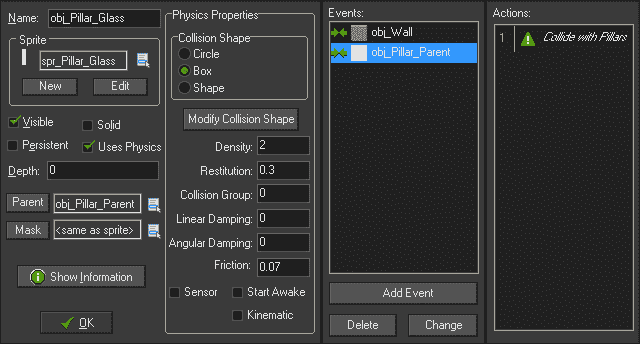 Name: obj_Pillar_Glass
Sprite
spr_Pillar_Glass
New Edit
Visible Solid
Persistent Uses Physics
Depth: 0
Parent obj_Pillar_Parent
Mask <same as sprite>
Show Information
OK
Physics Properties
Collision Shape
Circle
Box
Shape
Modify Collision Shape
Density: 2
Restitution: 0.3
Collision Group: 0
Linear Damping: 0
Angular Damping: 0
Friction: 0.07
Sensor Start Awake
Kinematic
Events:
obj_Wall
obj_Pillar_Parent
Add Event
Delete Change
Actions:
1 Collide with Pillars